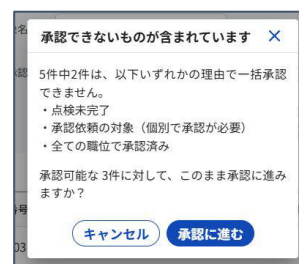 承認できないものが含まれています
5件中2件は、以下いずれかの理由で一括承認
できません。
・点検未完了
・承認依頼の対象（個別で承認が必要）
・全ての職位で承認済み
承認可能な 3件に対して、このまま承認に進み
ますか？
キャンセル 承認に進む